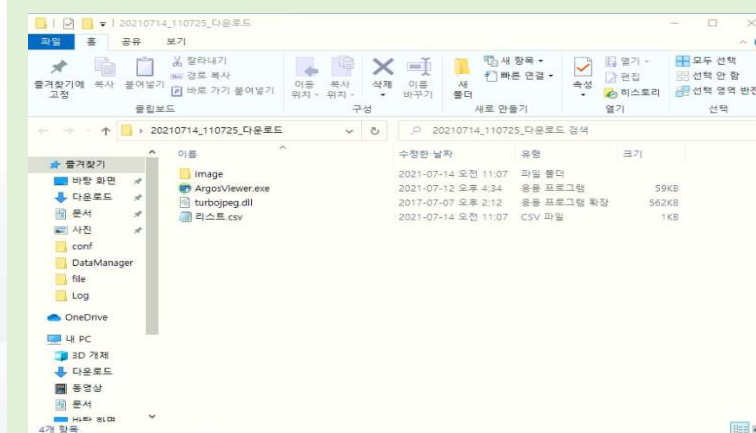 20210714_110725_다운로드
파일 홈 공유 보기
즐겨찾기에 고정
복사
붙여넣기
잘라내기
경로 복사
바로 가기 붙여넣기
클립보드
이동 위치
복사 위치
삭제
이름 바꾸기
구성
새 폴더
새 항목
빠른 연결
새로 만들기
속성
열기
편집
히스토리
열기
모두 선택
선택 안 함
선택 영역 반전
선택
20210714_110725_다운로드
20210714_110725_다운로드 검색
이름 수정한 날짜 유형 크기
image 2021-07-14 오전 11:07 파일 폴더
ArgosViewer.exe 2021-07-12 오후 4:34 응용 프로그램 59KB
turbojpeg.dll 2017-07-07 오후 2:12 응용 프로그램 확장 562KB
리스트.csv 2021-07-14 오전 11:07 CSV 파일 1KB
즐겨찾기
바탕 화면
다운로드
문서
사진
conf
DataManager
file
Log
OneDrive
내 PC
3D 개체
다운로드
동영상
문서
바탕 화면
4개 항목